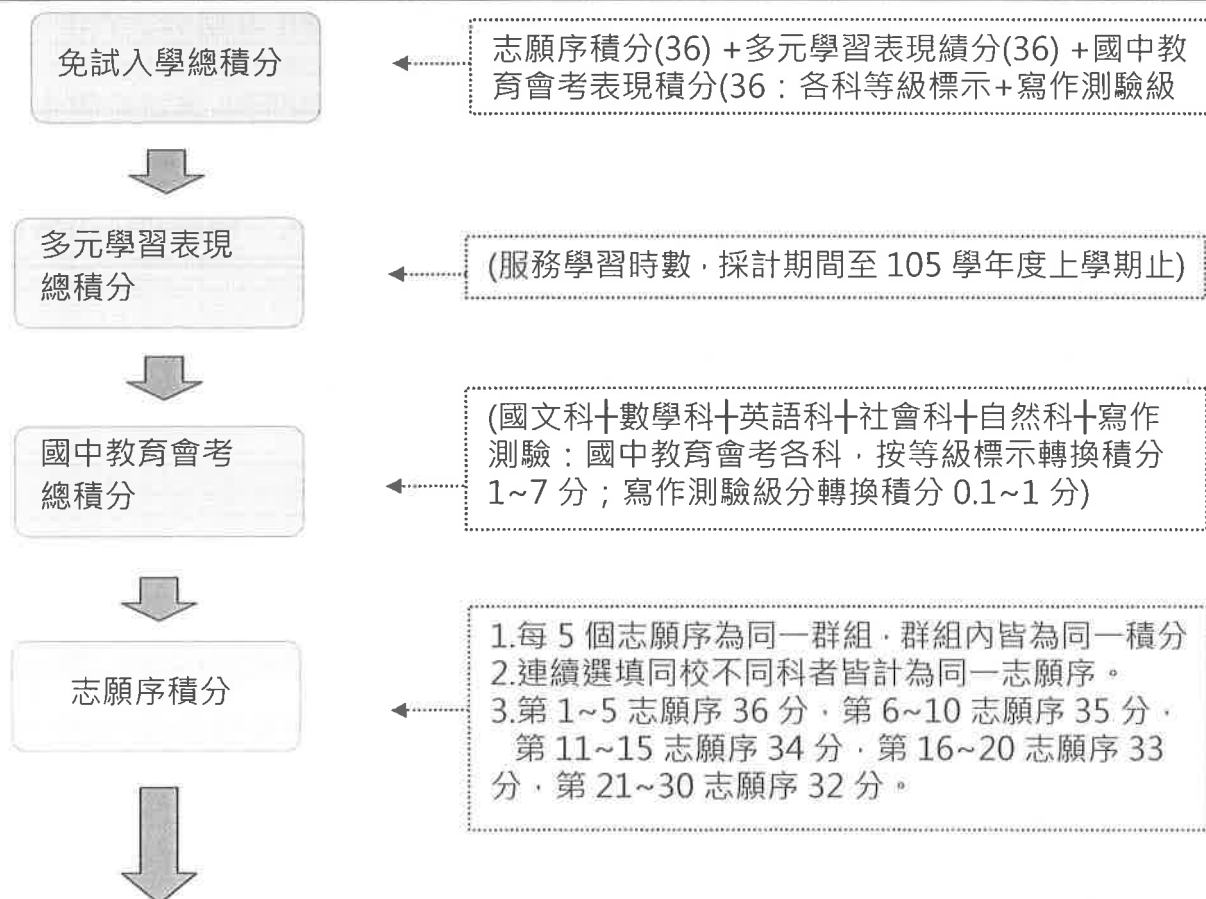 免試入學總積分
志願序積分(36) +多元學習表現績分(36) +國中教
育會考表現積分(36：各科等級標示+寫作測驗級
多元學習表現
總積分
(服務學習時數，採計期間至 105 學年度上學期止)
國中教育會考
總積分
(國文科╂數學科╂英語科╂社會科╂自然科╂寫作
測驗：國中教育會考各科，按等級標示轉換積分
1~7 分；寫作測驗級分轉換積分 0.1~1 分)
志願序積分
1.每 5 個志願序為同一群組，群組內皆為同一積分
2.連續選填同校不同科者皆計為同一志願序。
3.第 1~5 志願序 36 分，第 6~10 志願序 35 分，
第 11~15 志願序 34 分，第 16~20 志願序 33
分，第 21~30 志願序 32 分。